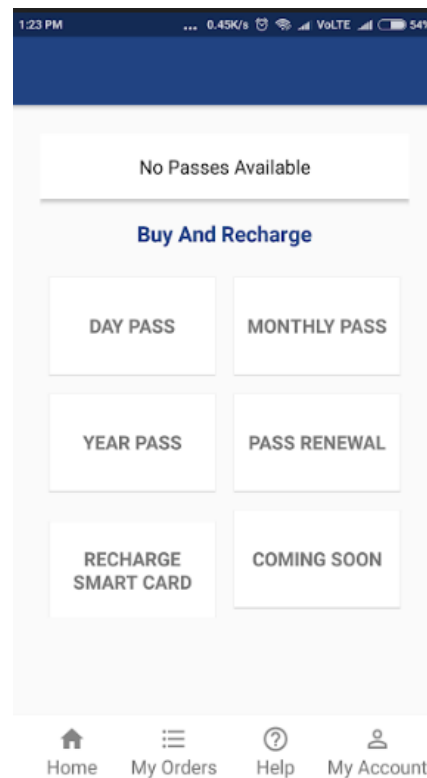 1:23 PM ... 0.45K/s VoLTE 54%
No Passes Available
Buy And Recharge
DAY PASS MONTHLY PASS
YEAR PASS PASS RENEWAL
RECHARGE
SMART CARD
COMING SOON
Home My Orders Help My Account